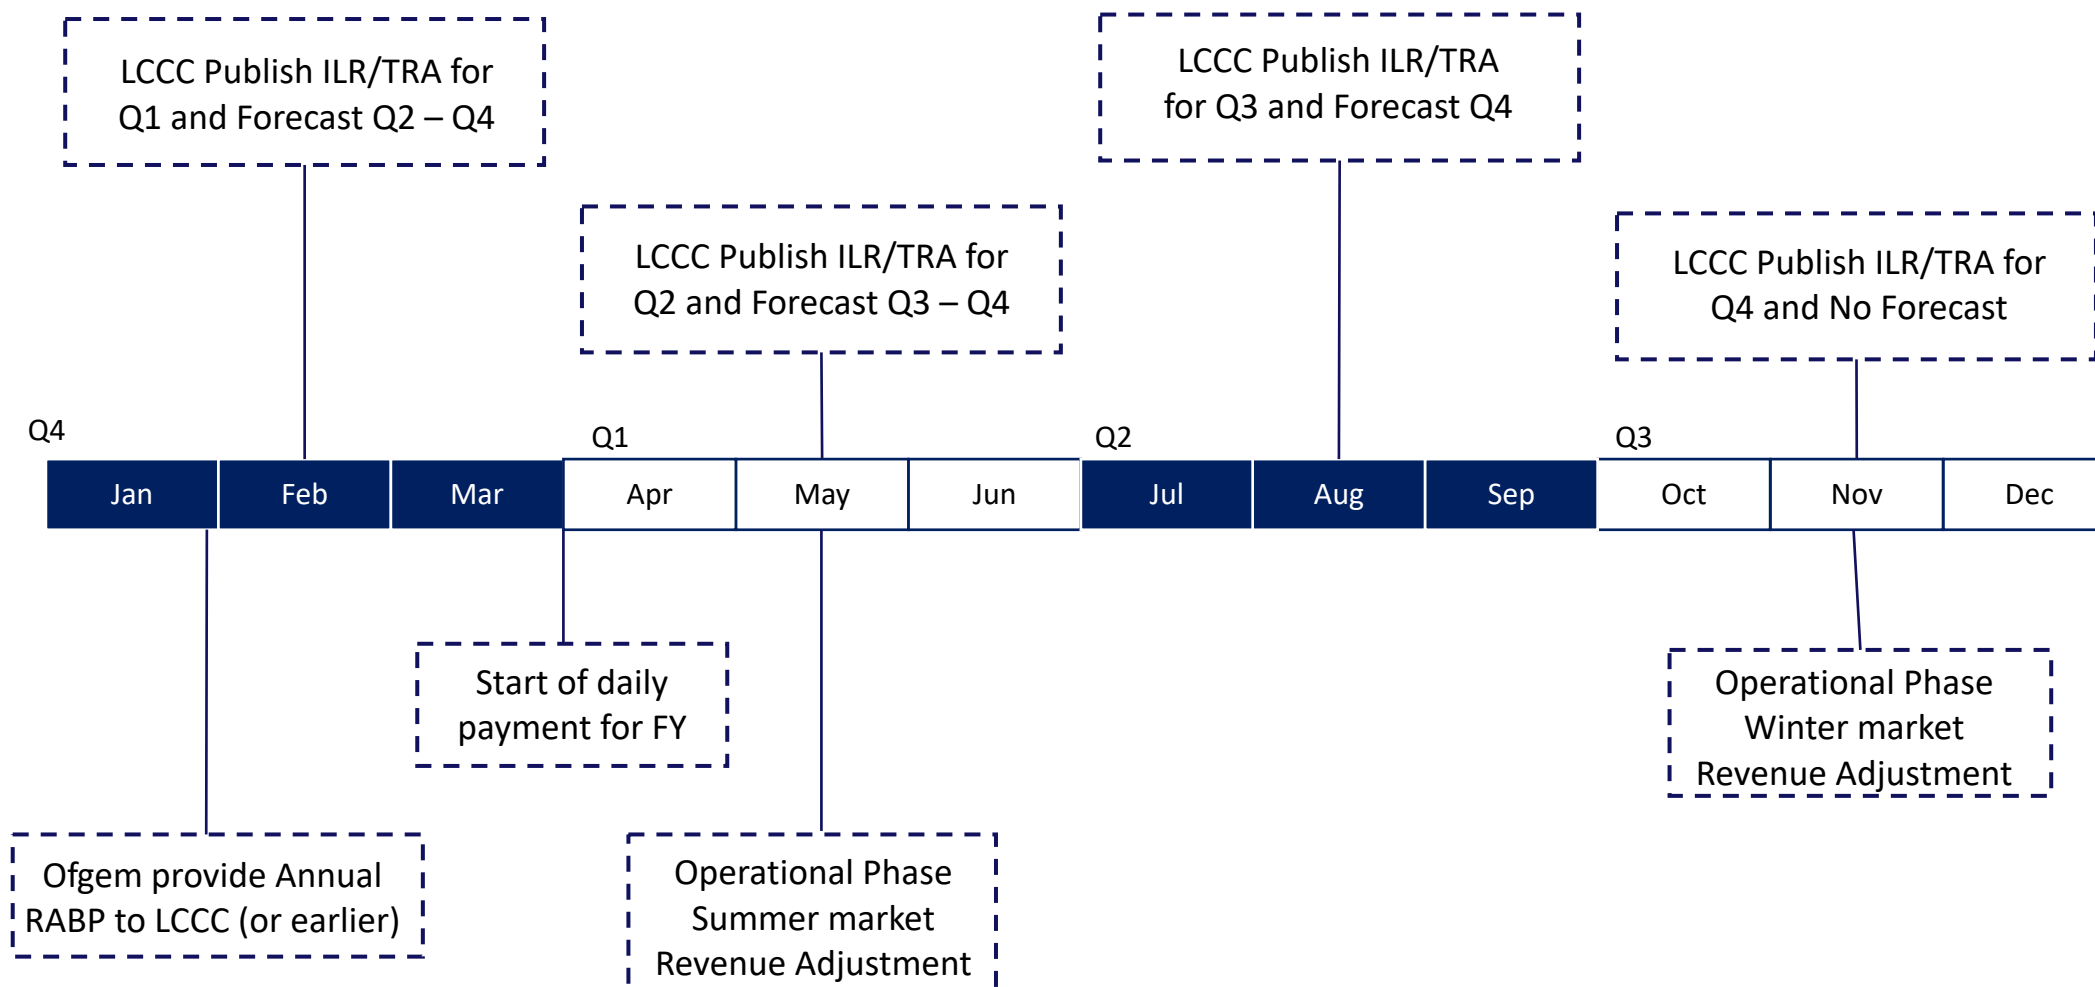 LCCC Publish ILR/TRA for
Q1 and Forecast Q2 – Q4
LCCC Publish ILR/TRA
for Q3 and Forecast Q4
LCCC Publish ILR/TRA for
Q2 and Forecast Q3 – Q4
LCCC Publish ILR/TRA for
Q4 and No Forecast
Q4
Q1
Q2
Q3
Jan
Feb
Mar
Apr
May
Jun
Jul
Aug
Sep
Oct
Nov
Dec
Start of daily
payment for FY
Operational Phase
Winter market
Revenue Adjustment
Ofgem provide Annual
RABP to LCCC (or earlier)
Operational Phase
Summer market
Revenue Adjustment